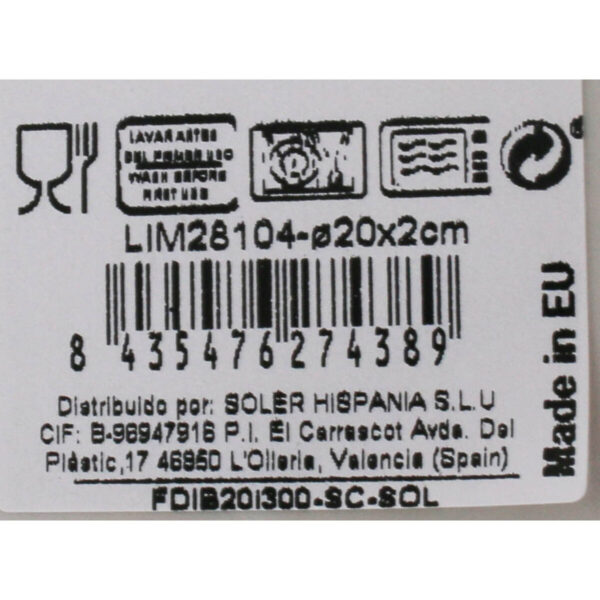 LAVAR ANTES
DEL PRIMER USO
WASH BEFORE
FIRST USE
LIM28104-ø20x2cm
8 435476 274389
Distribuido por: SOLER HISPANIA S.L.U
CIF: B-96947916 P.I. El Carrascot Avda. Del
Plàstic,17 46850 L'Olleria, Valencia (Spain)
FDIB201300-SC-SOL
Made in EU